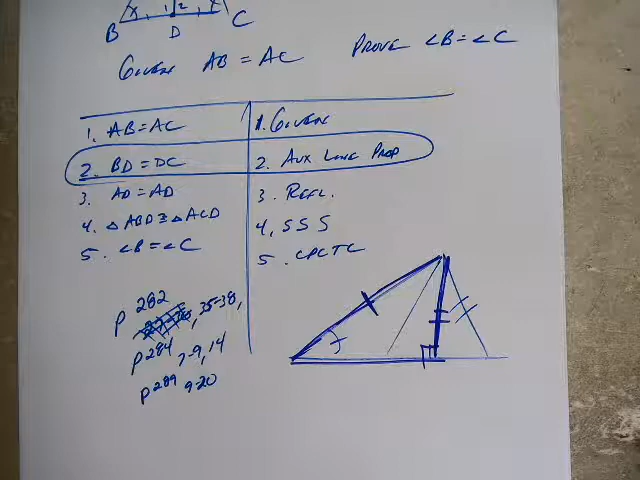 x 1 2 x
B D C
GIVEN AB = AC PROVE <B = <C
1. AB = AC 1. GIVEN
2. BD = DC 2. AUX LINE PROP
3. AD = AD 3. REFL.
4. △ ABD ≅ △ ACD 4, SSS
5. <B = <C 5. CPCTC
P 282
, 35-38,
P 284 7-9, 14
P 289 9-20